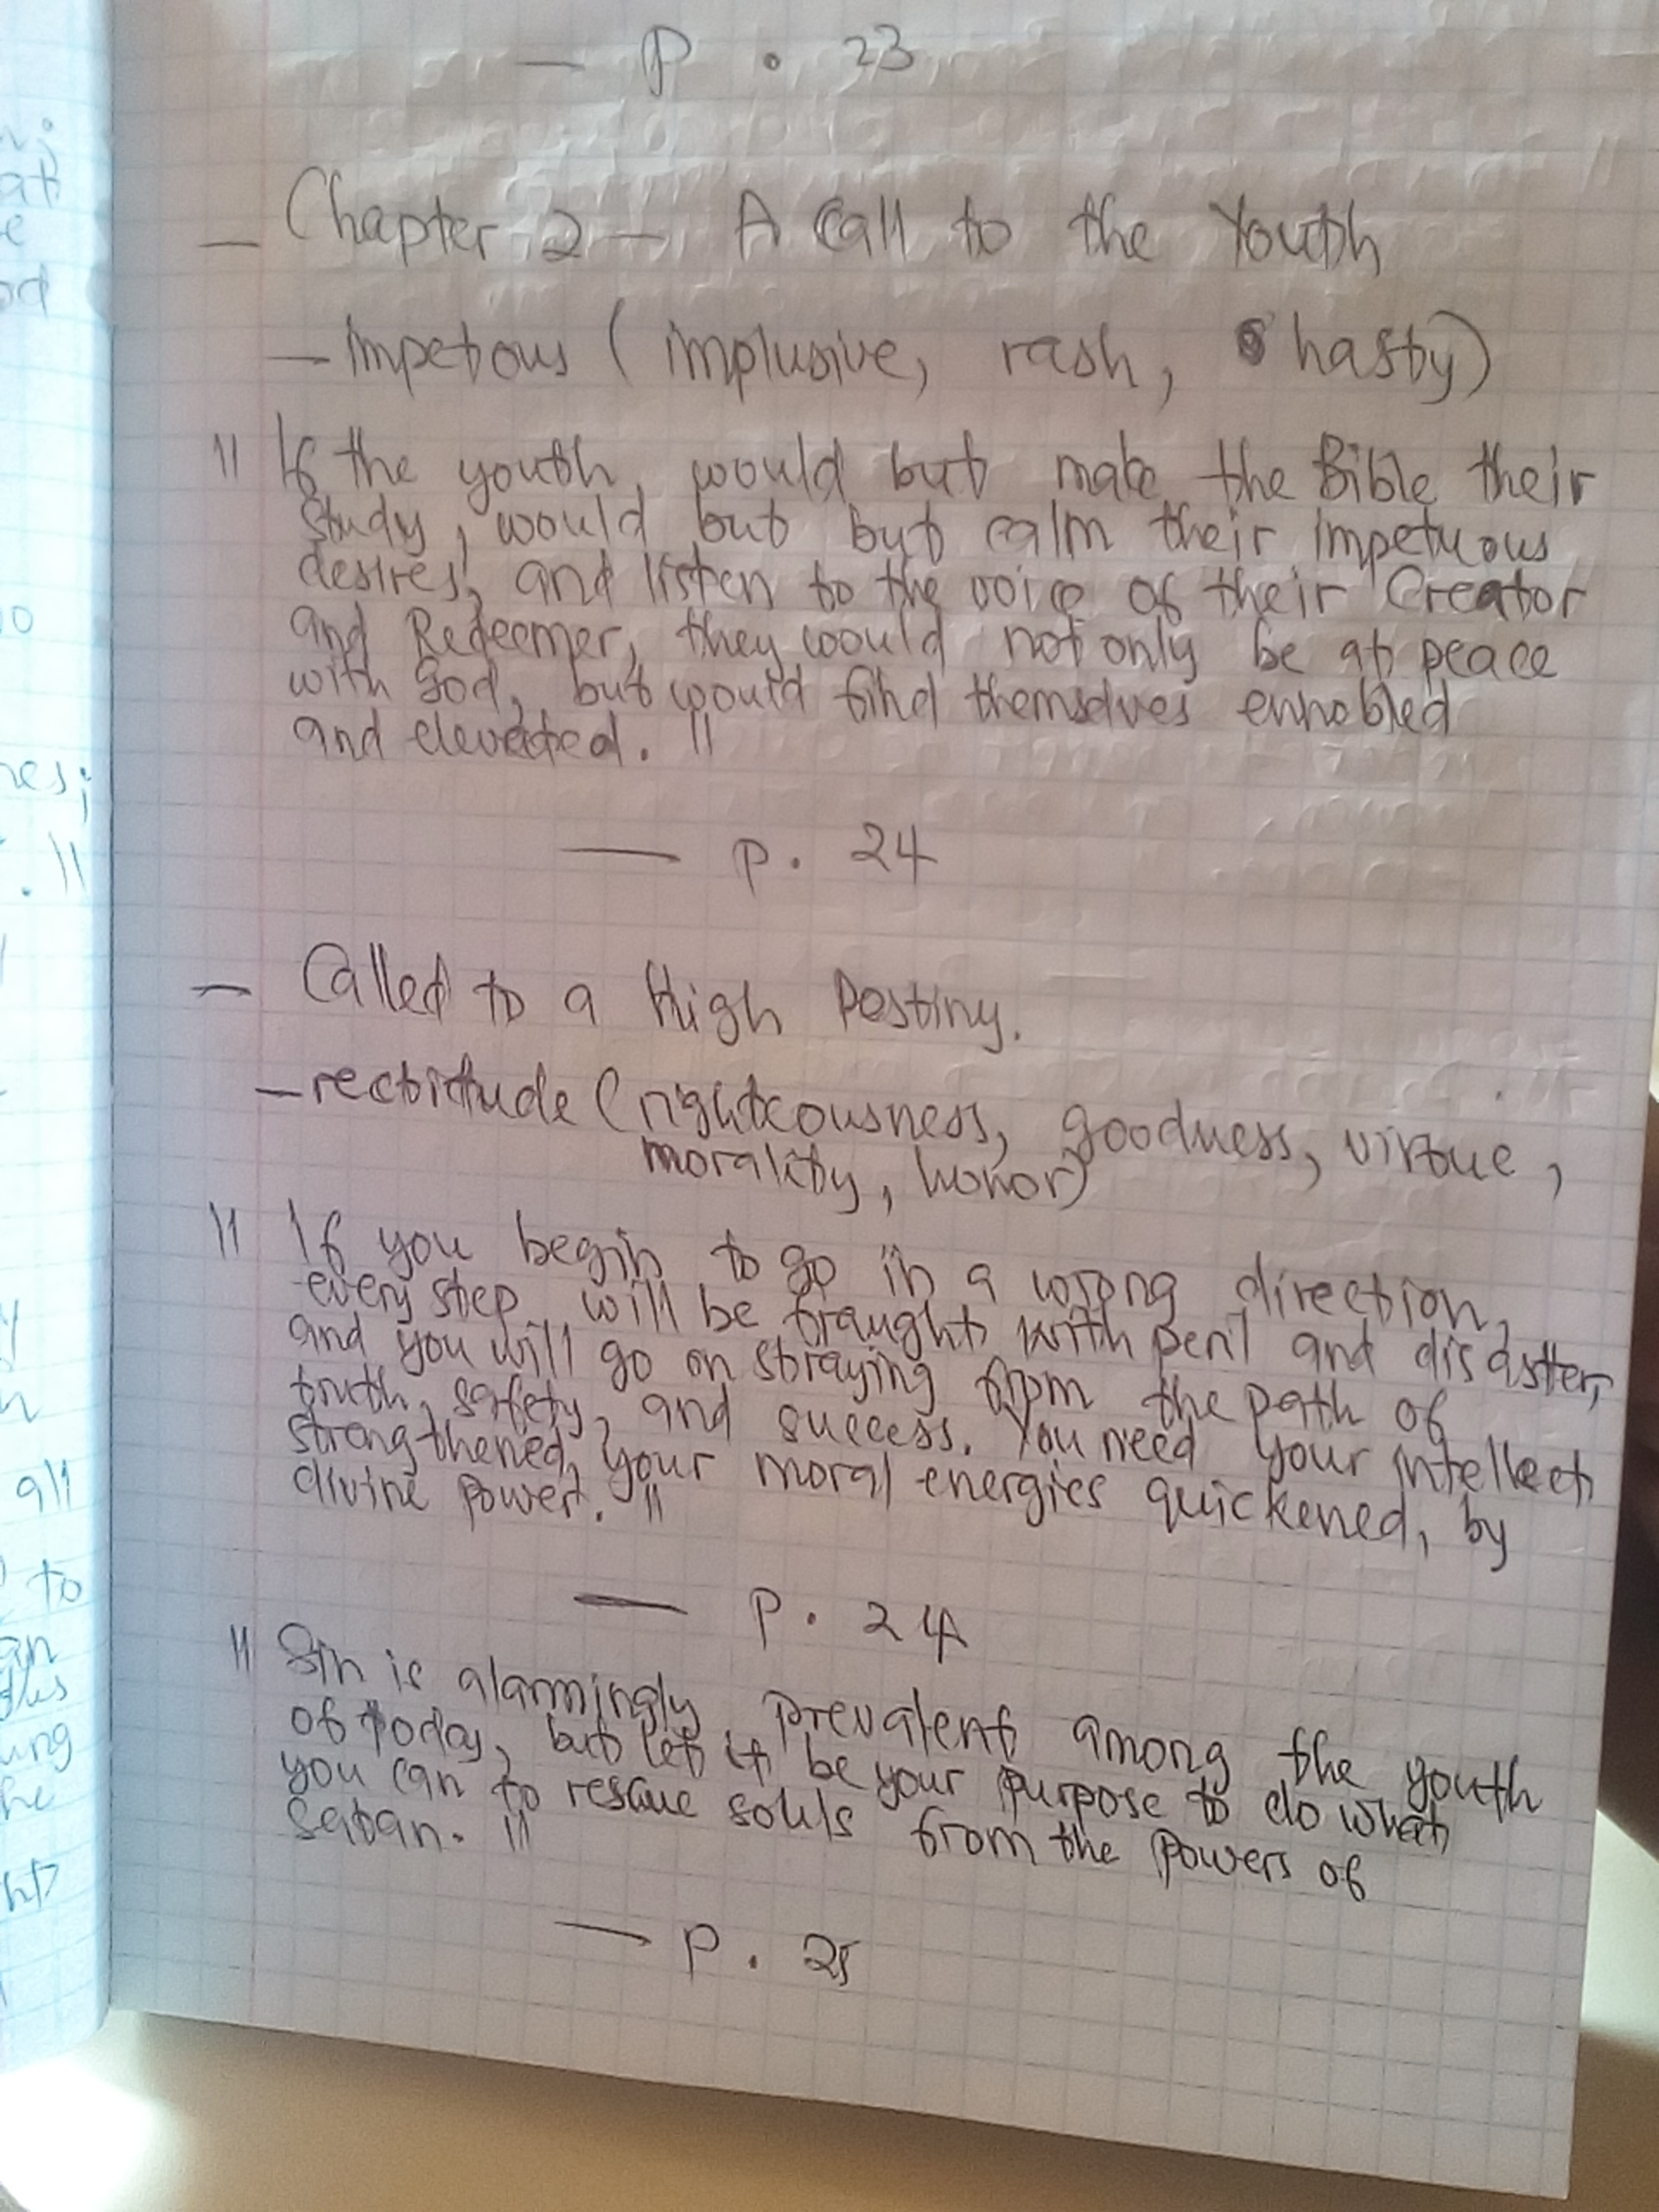 — P . 23
— Chapter 2 — A Call to the Youth
— impetous ( implusive, rash, hasty)
" If the youth would but make the Bible their
study, would but but calm their impetuous
desires, and listen to the voice of their Creator
and Redeemer, they would not only be at peace
with God, but would find themselves ennobled
and elevated. "
— p. 24
— Called to a High Destiny.
— rectitude (righteousness, goodness, virtue,
morality, honor)
" If you begin to go in a wrong direction,
every step will be fraught with peril and disaster,
and you will go on straying from the path of
truth, safety, and success. You need your intellect
strengthened, your moral energies quickened, by
divine power. "
— P. 24
" Sin is alarmingly prevalent among the youth
of today, but let it be your purpose to do what
you can to rescue souls from the powers of
Satan. "
— P. 25
all
to